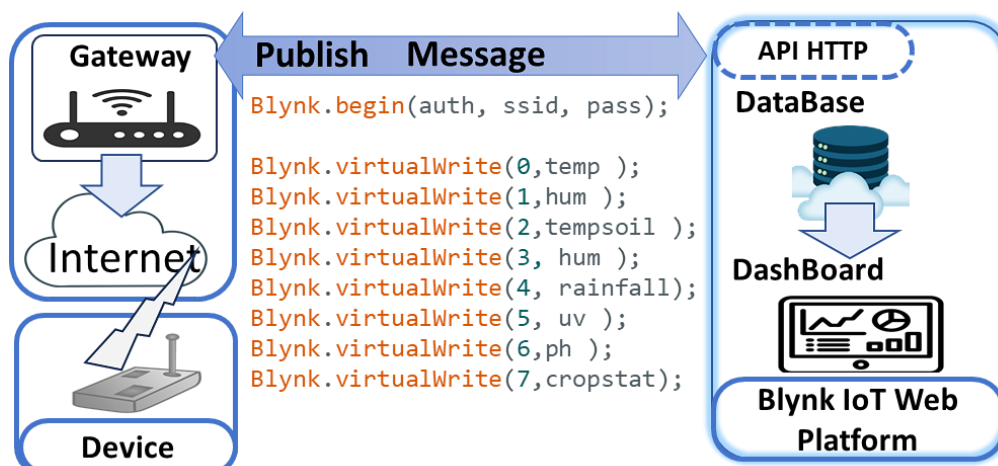 Gateway
Internet
Device
Publish Message
Blynk.begin(auth, ssid, pass);
Blynk.virtualWrite(0,temp );
Blynk.virtualWrite(1,hum );
Blynk.virtualWrite(2,tempsoil );
Blynk.virtualWrite(3, hum );
Blynk.virtualWrite(4, rainfall);
Blynk.virtualWrite(5, uv );
Blynk.virtualWrite(6,ph );
Blynk.virtualWrite(7,cropstat);
API HTTP
DataBase
DashBoard
Blynk IoT Web
Platform